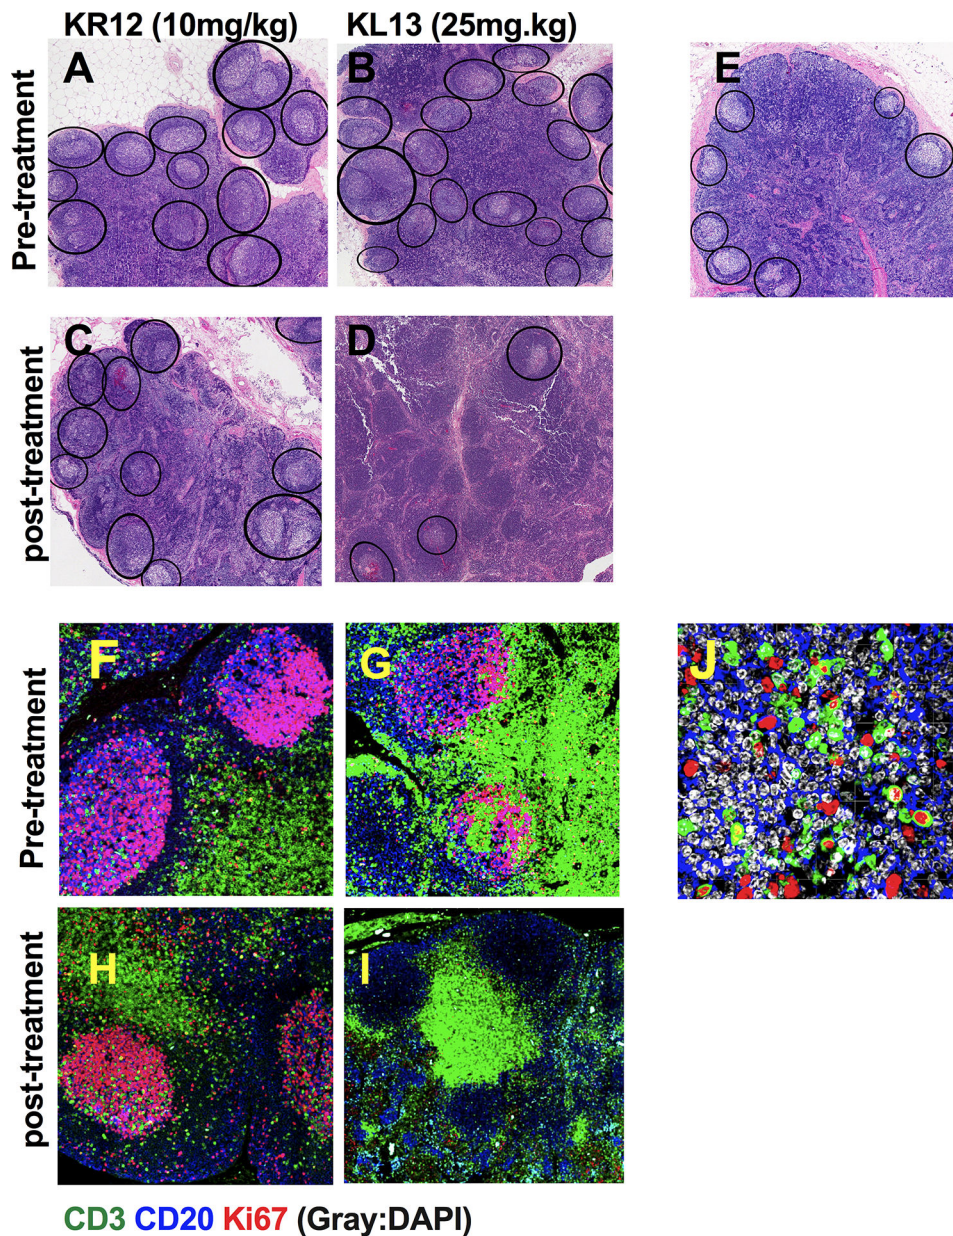 KR12 (10mg/kg) KL13 (25mg.kg)
Pre-treatment
A B E
post-treatment
C D
Pre-treatment
F G J
post-treatment
H I
CD3 CD20 Ki67 (Gray:DAPI)